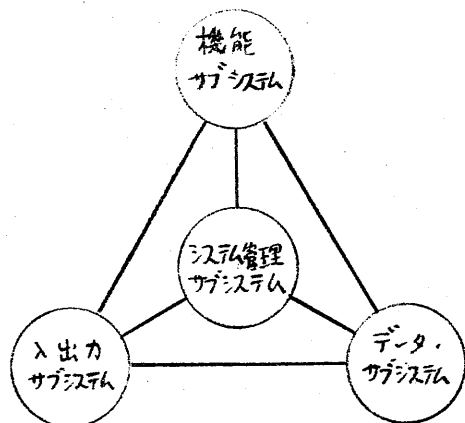 機能
サブシステム
システム管理
サブシステム
入出力
サブシステム
データ・
サブシステム